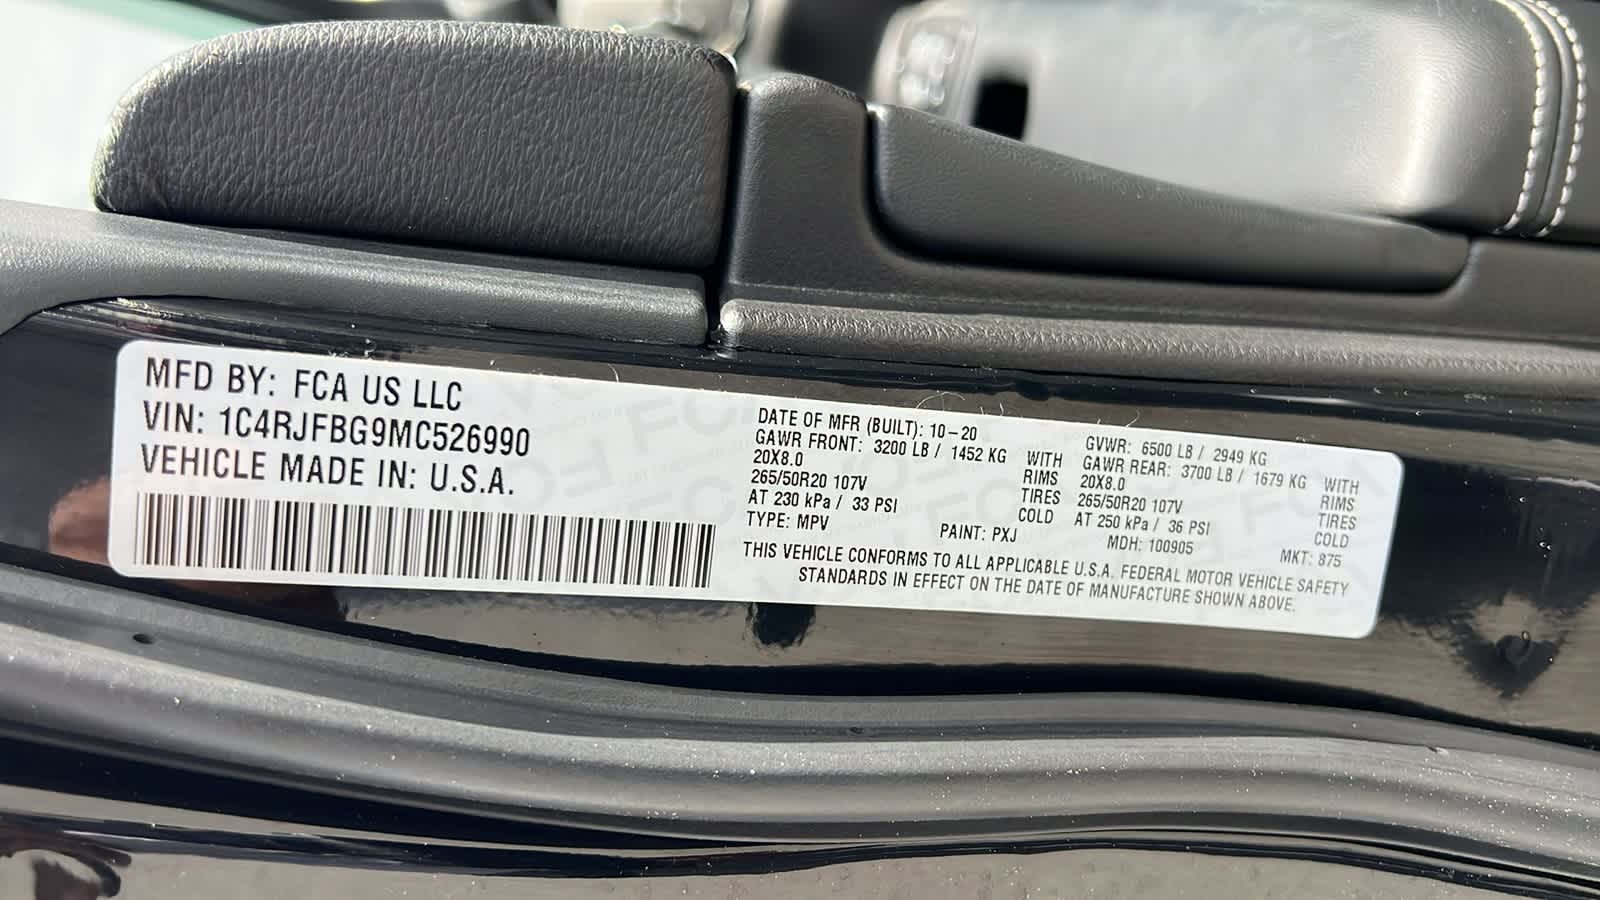 MFD BY: FCA US LLC
VIN: 1C4RJFBG9MC526990
VEHICLE MADE IN: U.S.A.
DATE OF MFR (BUILT): 10-20
GAWR FRONT: 3200 LB / 1452 KG WITH
20X8.0 RIMS
265/50R20 107V TIRES
AT 230 kPa / 33 PSI COLD
TYPE: MPV PAINT: PXJ
GVWR: 6500 LB / 2949 KG
GAWR REAR: 3700 LB / 1679 KG WITH
20X8.0 RIMS
265/50R20 107V TIRES
AT 250 kPa / 36 PSI COLD
MDH: 100905 MKT: 875
THIS VEHICLE CONFORMS TO ALL APPLICABLE U.S.A. FEDERAL MOTOR VEHICLE SAFETY
STANDARDS IN EFFECT ON THE DATE OF MANUFACTURE SHOWN ABOVE.